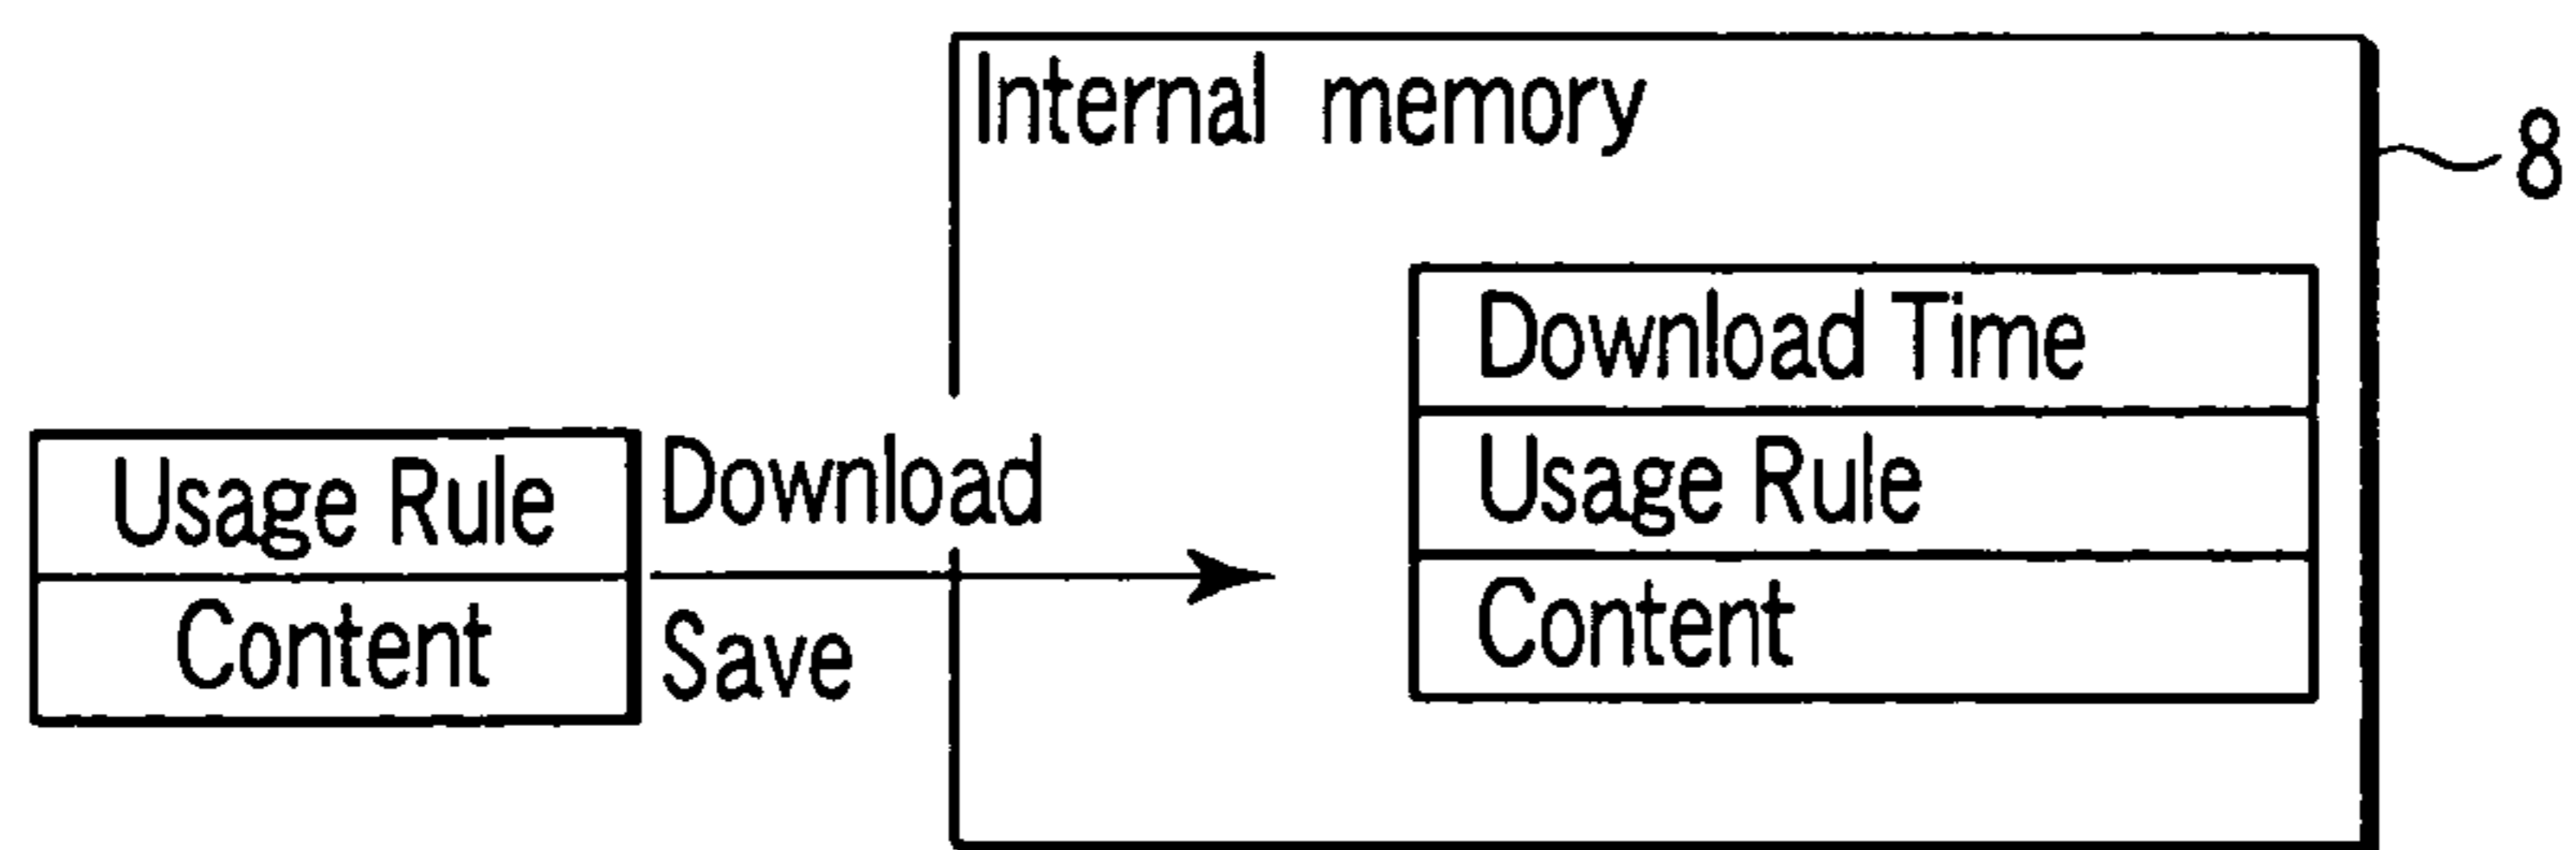 Internal memory
8
Download Time
Usage Rule
Content
Usage Rule
Content
Download
Save